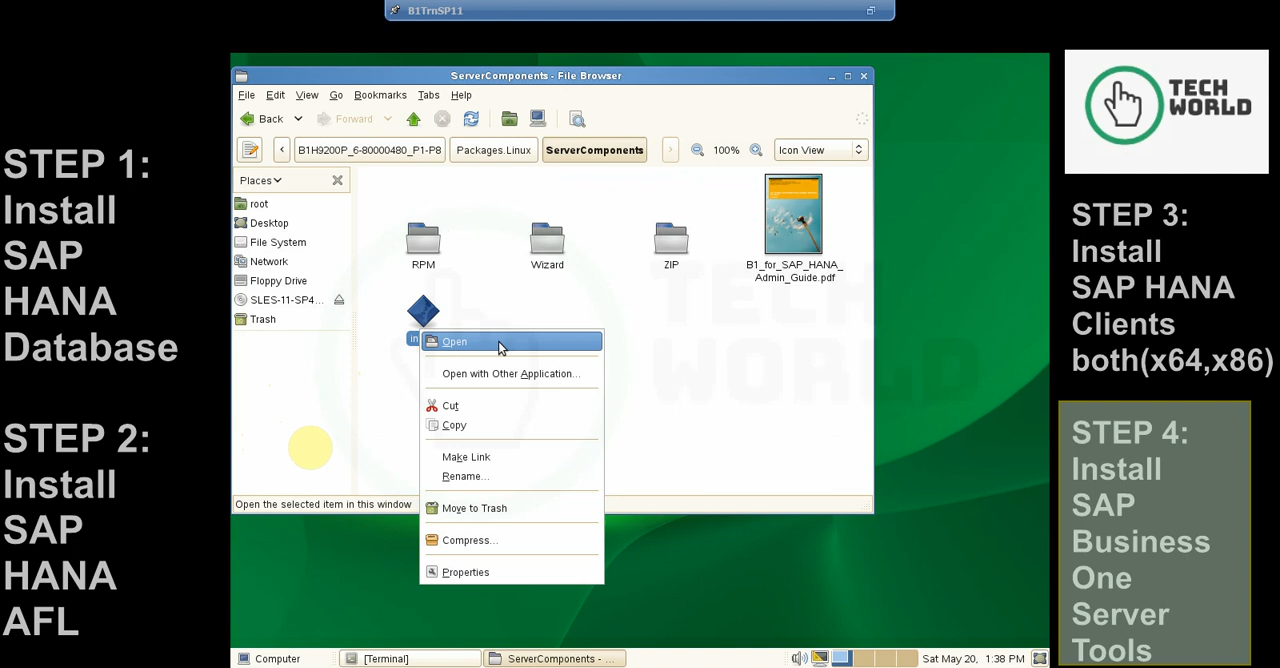 B1TrnSP11
STEP 1:
Install
SAP
HANA
Database
STEP 2:
Install
SAP
HANA
AFL
ServerComponents - File Browser
File Edit View Go Bookmarks Tabs Help
Back Forward
B1H9200P_6-80000480_P1-P8 Packages.Linux ServerComponents 100% Icon View
Places
root
Desktop
File System
Network
Floppy Drive
SLES-11-SP4...
Trash
RPM Wizard ZIP B1_for_SAP_HANA_
Admin_Guide.pdf
in
Open
Open with Other Application...
Cut
Copy
Make Link
Rename...
Move to Trash
Compress...
Properties
Open the selected item in this window
TECH
WORLD
Computer [Terminal] ServerComponents - ... Sat May 20, 1:38 PM
TECH
WORLD
STEP 3:
Install
SAP HANA
Clients
both(x64,x86)
STEP 4:
Install
SAP
Business
One
Server
Tools